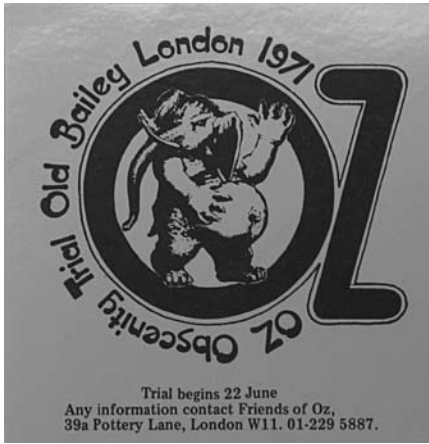 OZ Obscenity Trial Old Bailey London 1971
OZ
Trial begins 22 June
Any information contact Friends of Oz,
39a Pottery Lane, London W11. 01-229 5887.